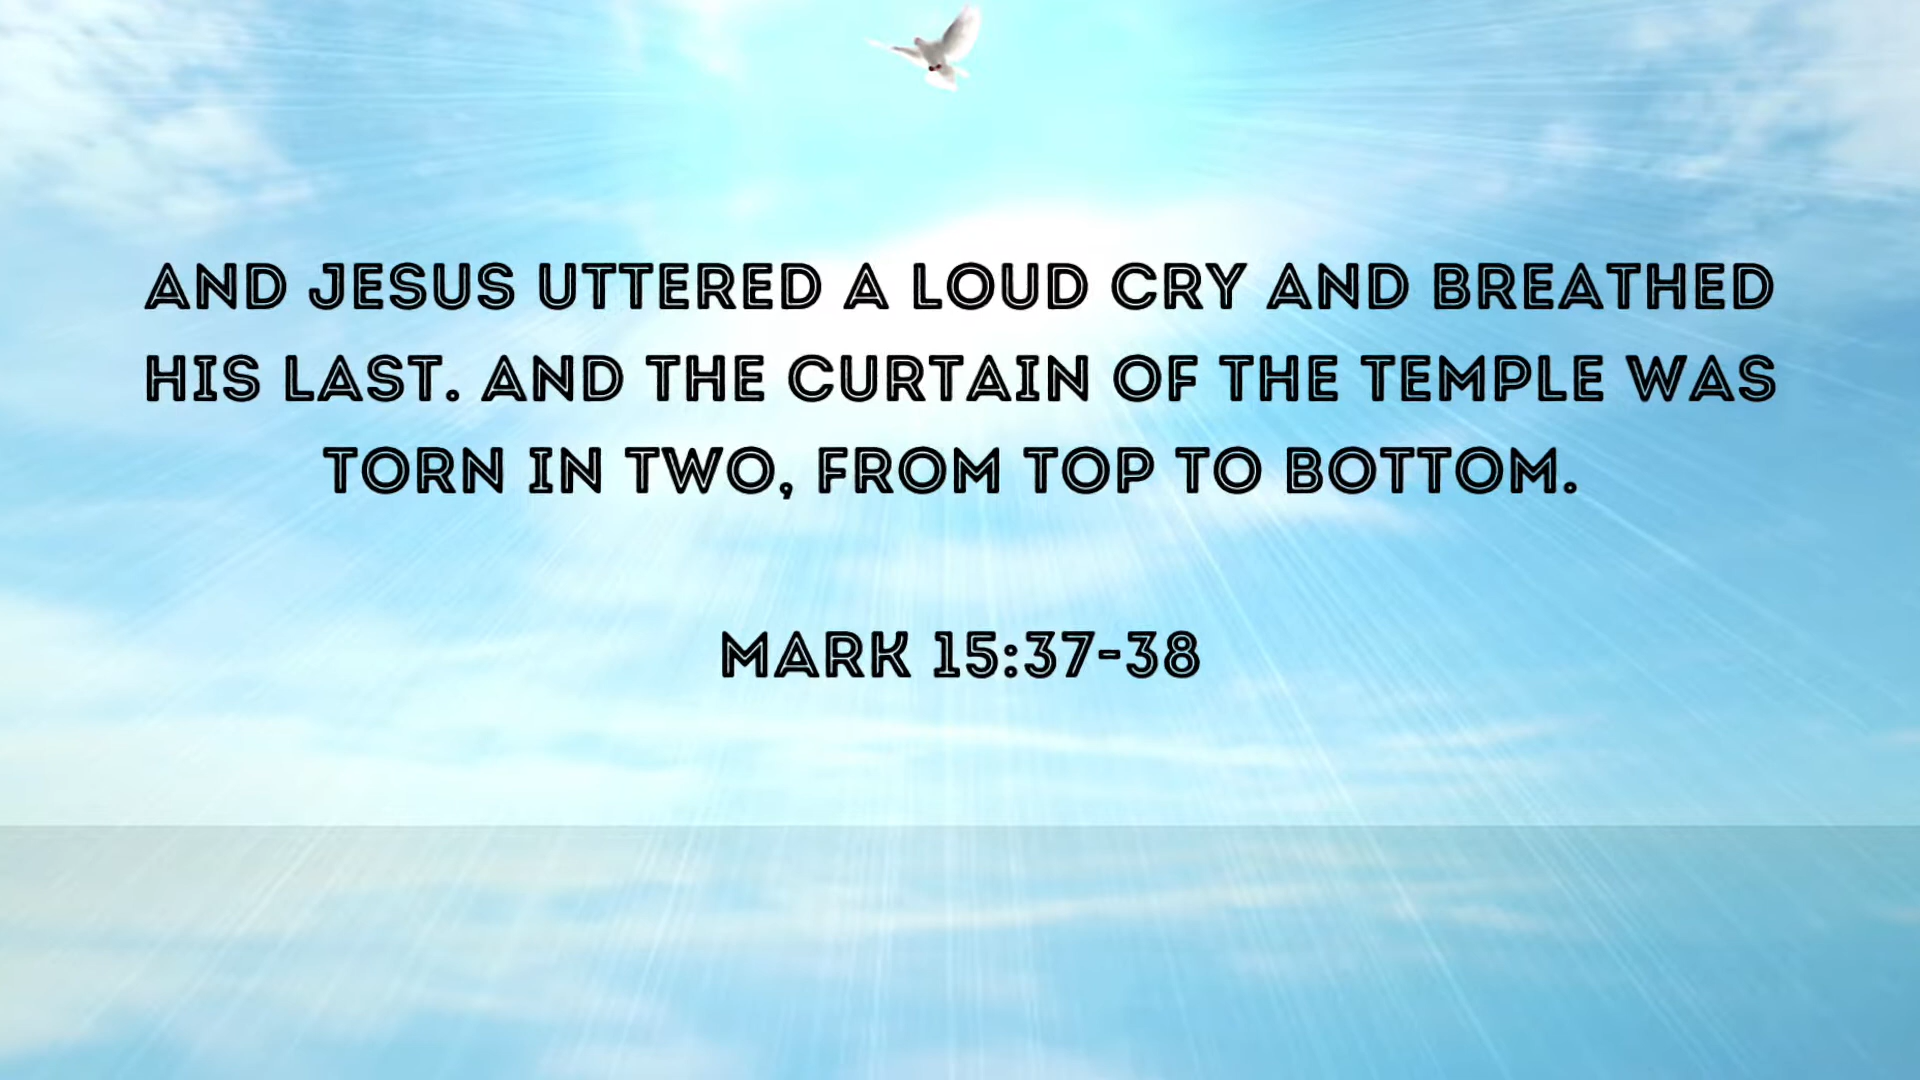 AND JESUS UTTERED A LOUD CRY AND BREATHED
HIS LAST. AND THE CURTAIN OF THE TEMPLE WAS
TORN IN TWO, FROM TOP TO BOTTOM.
MARK 15:37-38